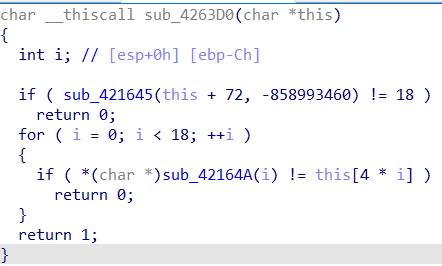 char __thiscall sub_4263D0(char *this)
{
  int i; // [esp+0h] [ebp-Ch]

  if ( sub_421645(this + 72, -858993460) != 18 )
    return 0;
  for ( i = 0; i < 18; ++i )
  {
    if ( *(char *)sub_42164A(i) != this[4 * i] )
      return 0;
  }
  return 1;
}